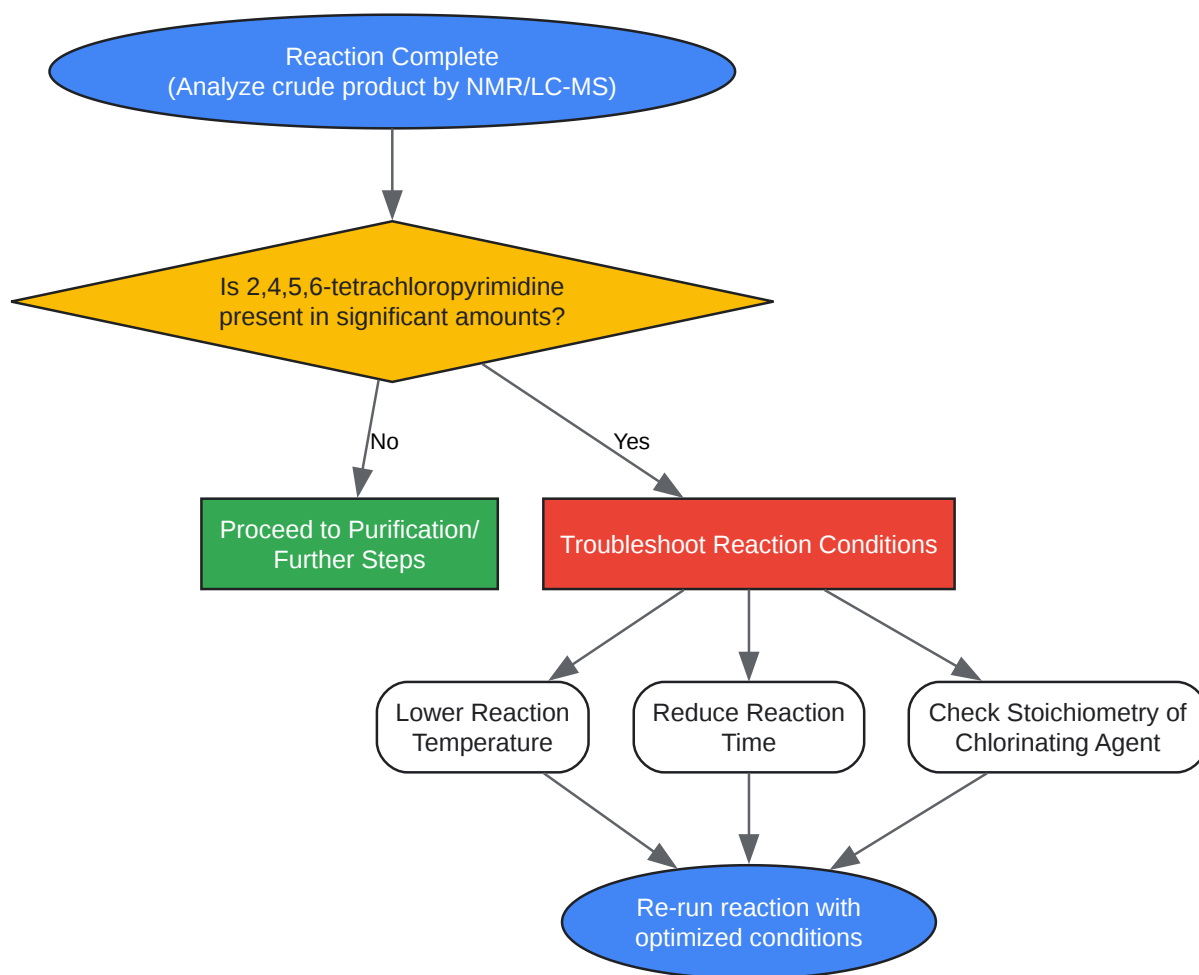 Reaction Complete
(Analyze crude product by NMR/LC-MS)
Is 2,4,5,6-tetrachloropyrimidine
present in significant amounts?
No
Yes
Proceed to Purification/
Further Steps
Troubleshoot Reaction Conditions
Lower Reaction
Temperature
Reduce Reaction
Time
Check Stoichiometry of
Chlorinating Agent
Re-run reaction with
optimized conditions